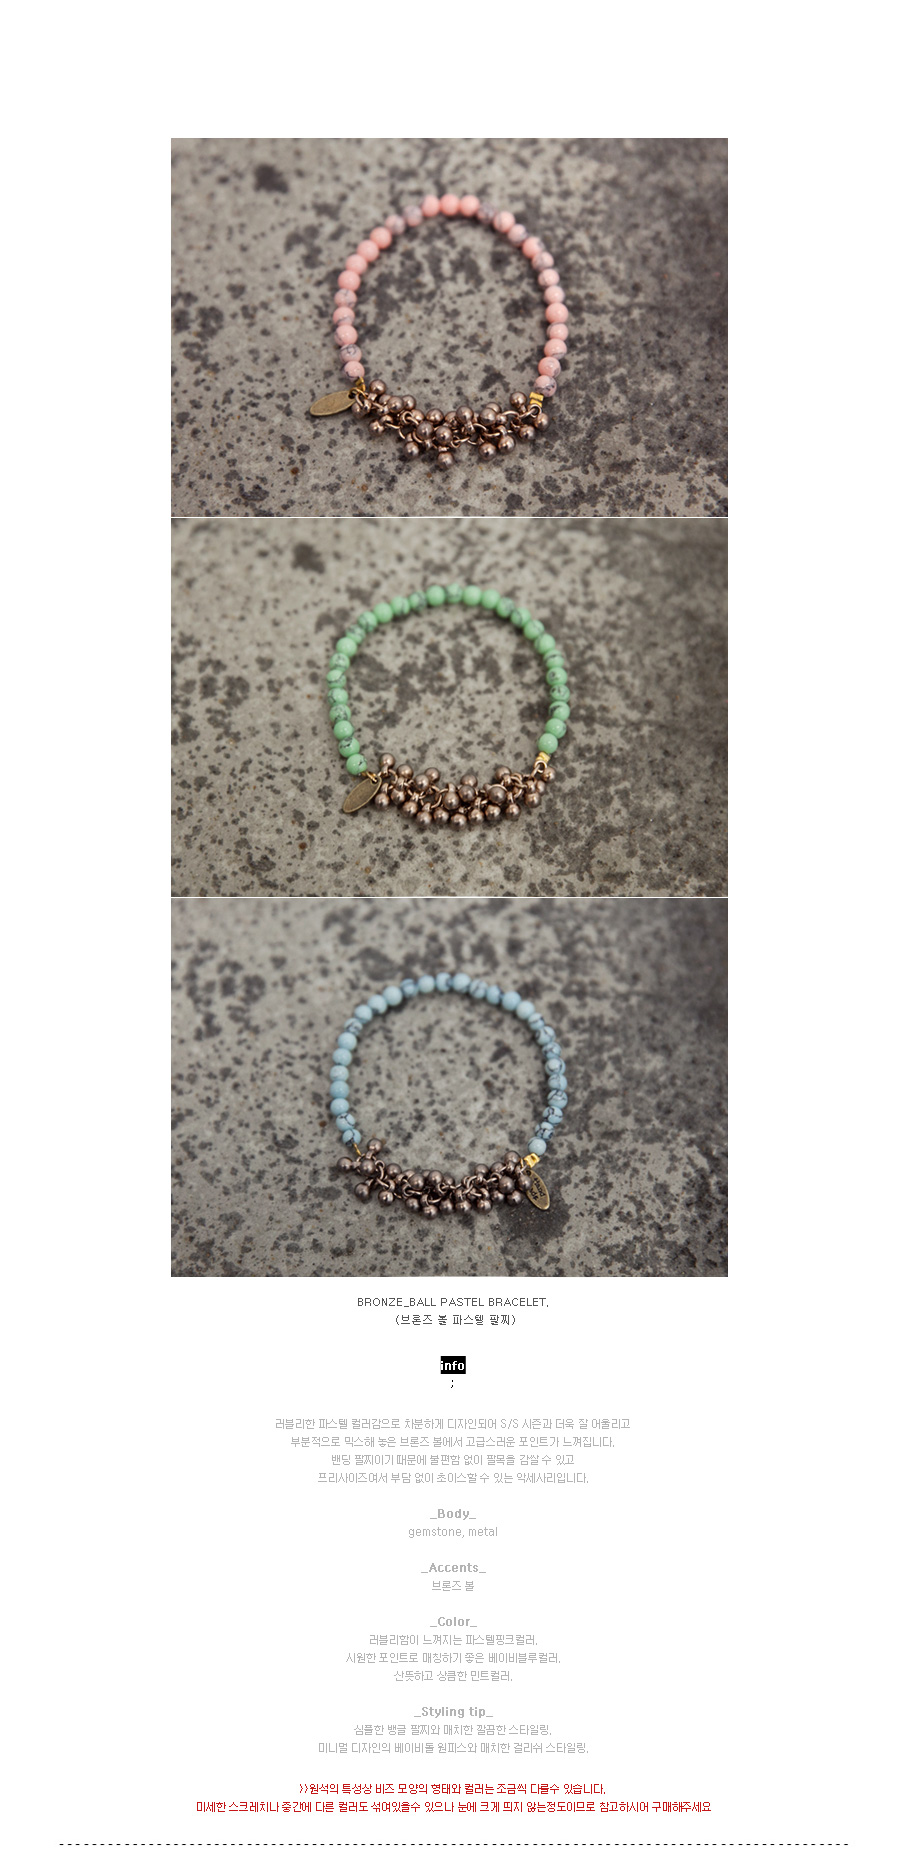 BRONZE_BALL PASTEL BRACELET.
(브론즈 볼 파스텔 팔찌)
info
;
러블리한 파스텔 컬러감으로 차분하게 디자인되어 S/S 시즌과 더욱 잘 어울리고
부분적으로 믹스해 놓은 브론즈 볼에서 고급스러운 포인트가 느껴집니다.
밴딩 팔찌이기 때문에 불편함 없이 팔목을 감쌀 수 있고
프리사이즈여서 부담 없이 초이스할 수 있는 악세사리입니다.
_Body_
gemstone, metal
_Accents_
브론즈 볼
_Color_
러블리함이 느껴지는 파스텔핑크컬러.
시원한 포인트로 매칭하기 좋은 베이비블루컬러.
산뜻하고 상큼한 민트컬러.
_Styling tip_
심플한 뱅글 팔찌와 매치한 깔끔한 스타일링.
미니멀 디자인의 베이비돌 원피스와 매치한 걸리쉬 스타일링.
>>원석의 특성상 비즈 모양의 형태와 컬러는 조금씩 다를수 있습니다.
미세한 스크레치나 중간에 다른 컬러도 섞여있을수 있으나 눈에 크게 띄지 않는정도이므로 참고하시어 구매해주세요